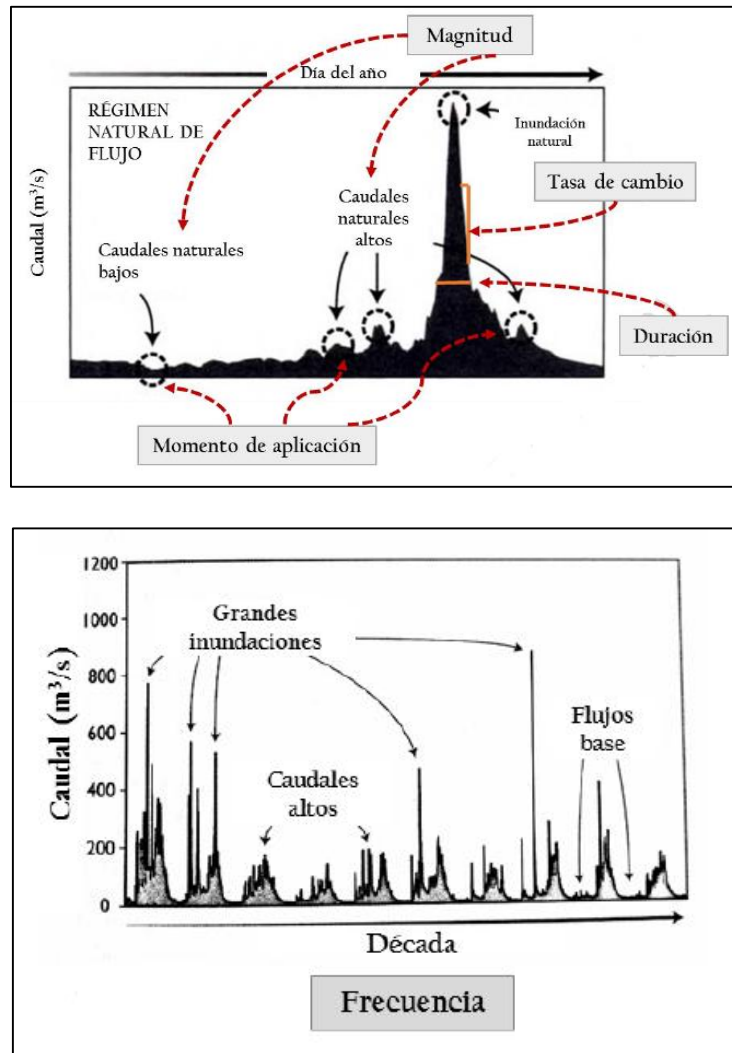 Magnitud
Día del año
RÉGIMEN
NATURAL DE
FLUJO
Inundación
natural
Tasa de cambio
Caudales
naturales
altos
Caudales naturales
bajos
Caudal (m³/s)
Duración
Momento de aplicación
1200
1000
800
600
400
200
0
Caudal (m³/s)
Grandes
inundaciones
Flujos
base
Caudales
altos
Década
Frecuencia